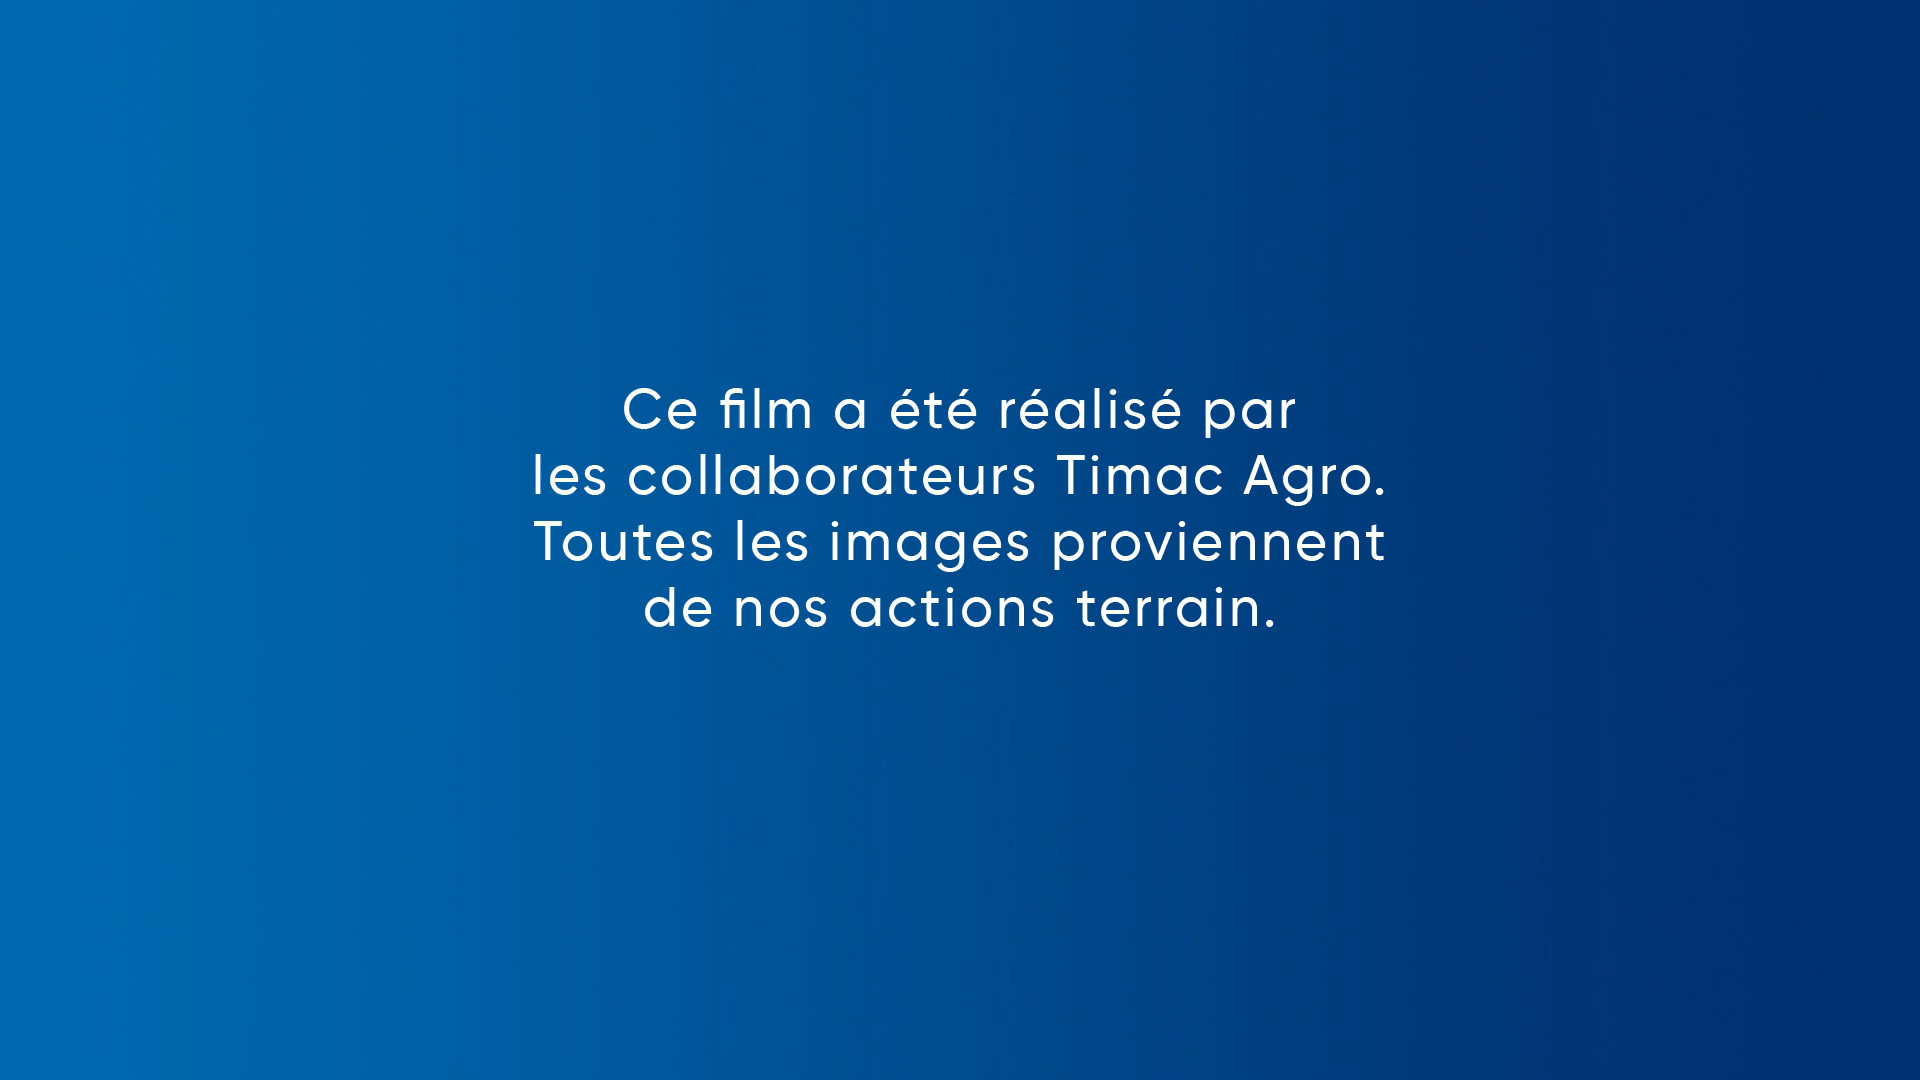 Ce film a été réalisé par
les collaborateurs Timac Agro.
Toutes les images proviennent
de nos actions terrain.